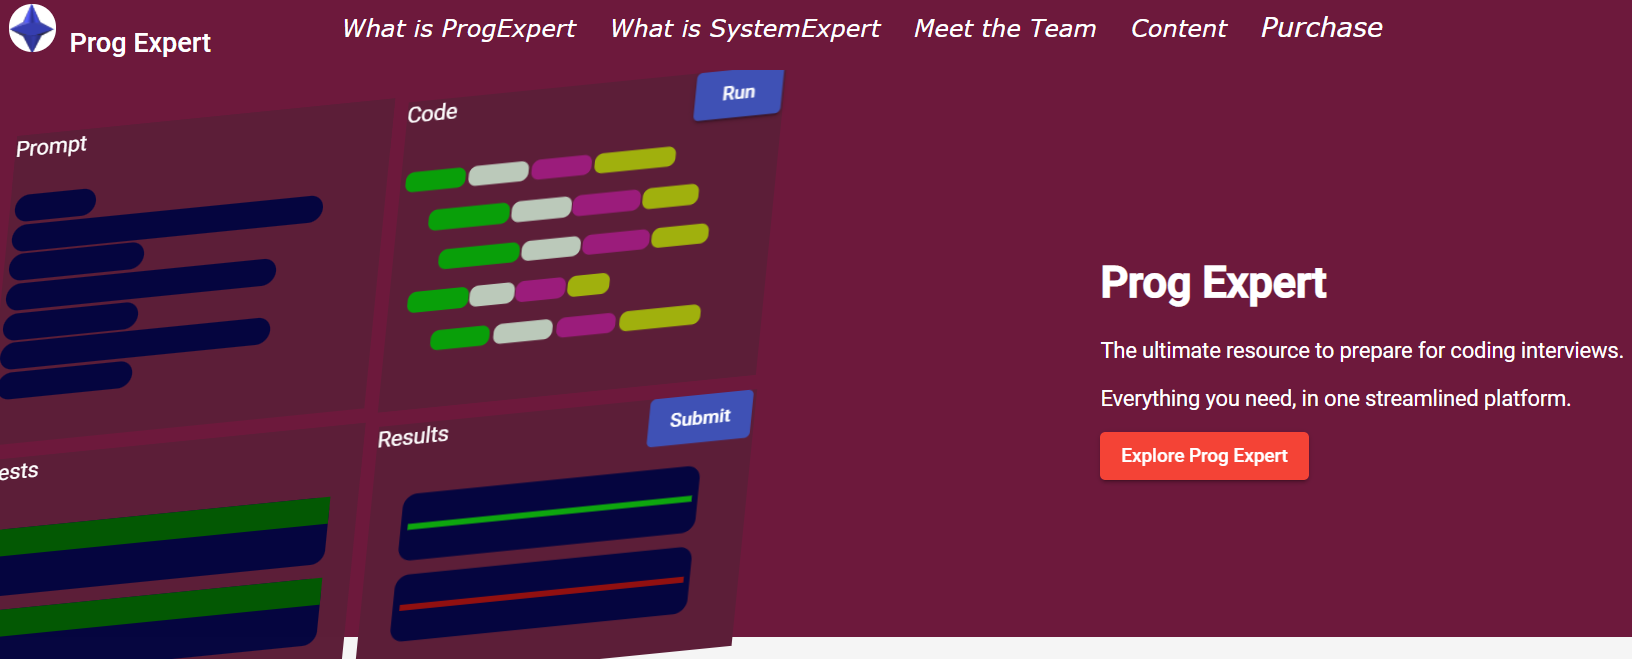 Prog Expert
What is ProgExpert What is SystemExpert Meet the Team Content Purchase
Prompt
Code
Run
ests
Results
Submit
Prog Expert
The ultimate resource to prepare for coding interviews.
Everything you need, in one streamlined platform.
Explore Prog Expert